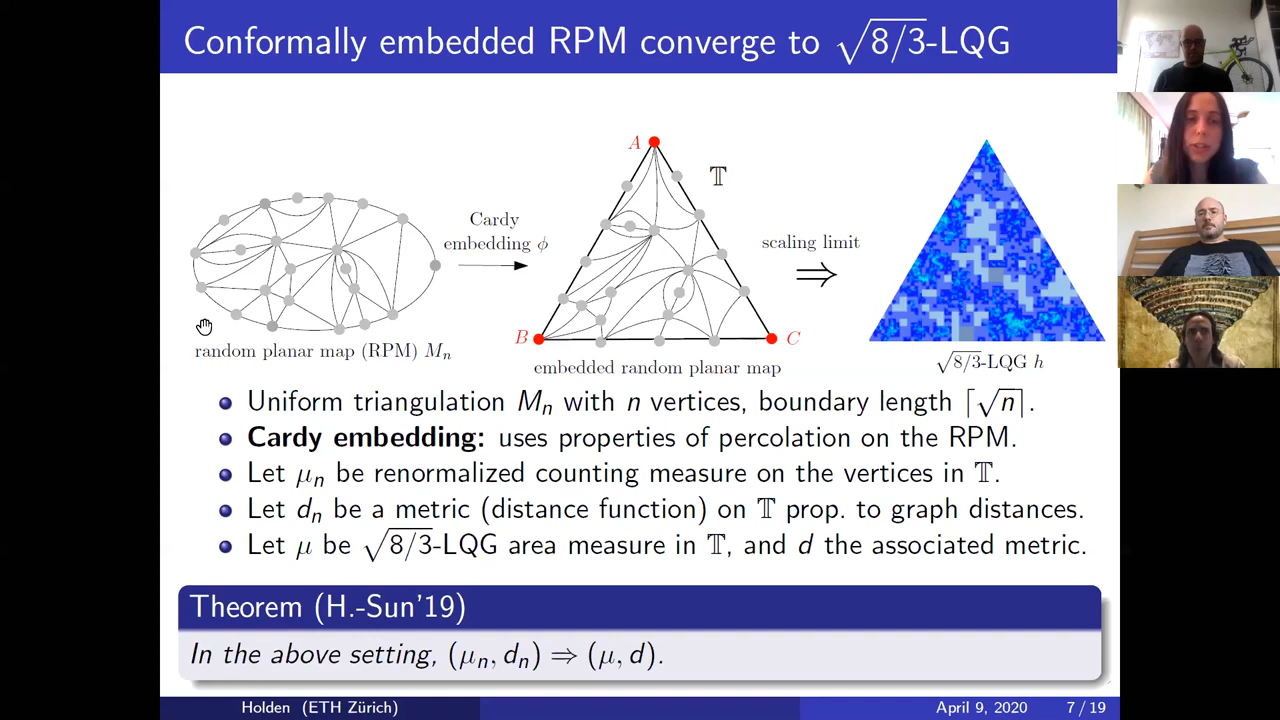 Conformally embedded RPM converge to √8/3-LQG
A
𝕋
Cardy
embedding ϕ
scaling limit
⇒
B
C
random planar map (RPM) Mn
embedded random planar map
√8/3-LQG h
Uniform triangulation Mn with n vertices, boundary length ⌈√n⌉.
Cardy embedding: uses properties of percolation on the RPM.
Let μn be renormalized counting measure on the vertices in 𝕋.
Let dn be a metric (distance function) on 𝕋 prop. to graph distances.
Let μ be √8/3-LQG area measure in 𝕋, and d the associated metric.
Theorem (H.-Sun'19)
In the above setting, (μn, dn) ⇒ (μ, d).
Holden (ETH Zürich) April 9, 2020 7 / 19